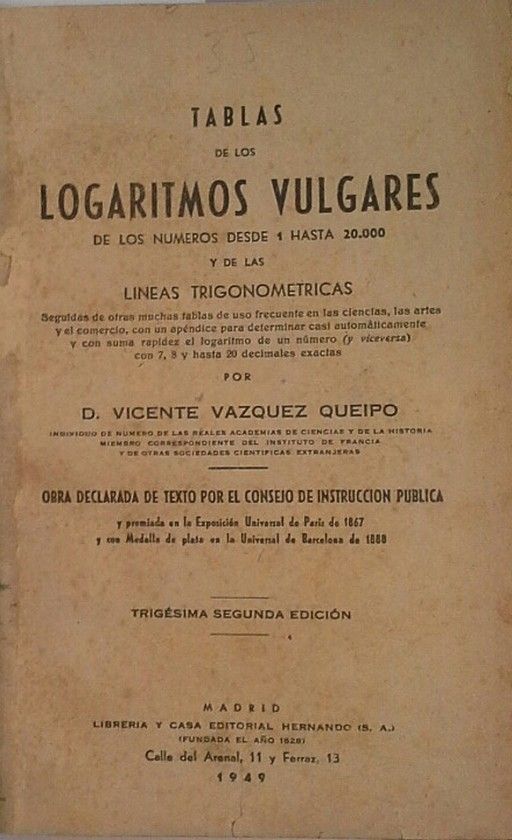 TABLAS
DE LOS
LOGARITMOS VULGARES
DE LOS NUMEROS DESDE 1 HASTA 20.000
Y DE LAS
LINEAS TRIGONOMETRICAS
Seguidas de otras muchas tablas de uso frecuente en las ciencias, las artes
y el comercio, con un apéndice para determinar casi automáticamente
y con suma rapidez el logaritmo de un número (y viceversa)
con 7, 8 y hasta 20 decimales exactas
POR
D. VICENTE VAZQUEZ QUEIPO
INDIVIDUO DE NUMERO DE LAS REALES ACADEMIAS DE CIENCIAS Y DE LA HISTORIA
MIEMBRO CORRESPONDIENTE DEL INSTITUTO DE FRANCIA
Y DE OTRAS SOCIEDADES CIENTIFICAS EXTRANJERAS
OBRA DECLARADA DE TEXTO POR EL CONSEJO DE INSTRUCCION PUBLICA
y premiada en la Exposición Universal de París de 1867
y con Medalla de plata en la Universal de Barcelona de 1888
TRIGÉSIMA SEGUNDA EDICIÓN
MADRID
LIBRERIA Y CASA EDITORIAL HERNANDO (S. A.)
(FUNDADA EL AÑO 1828)
Calle del Arenal, 11 y Ferraz, 13
1949